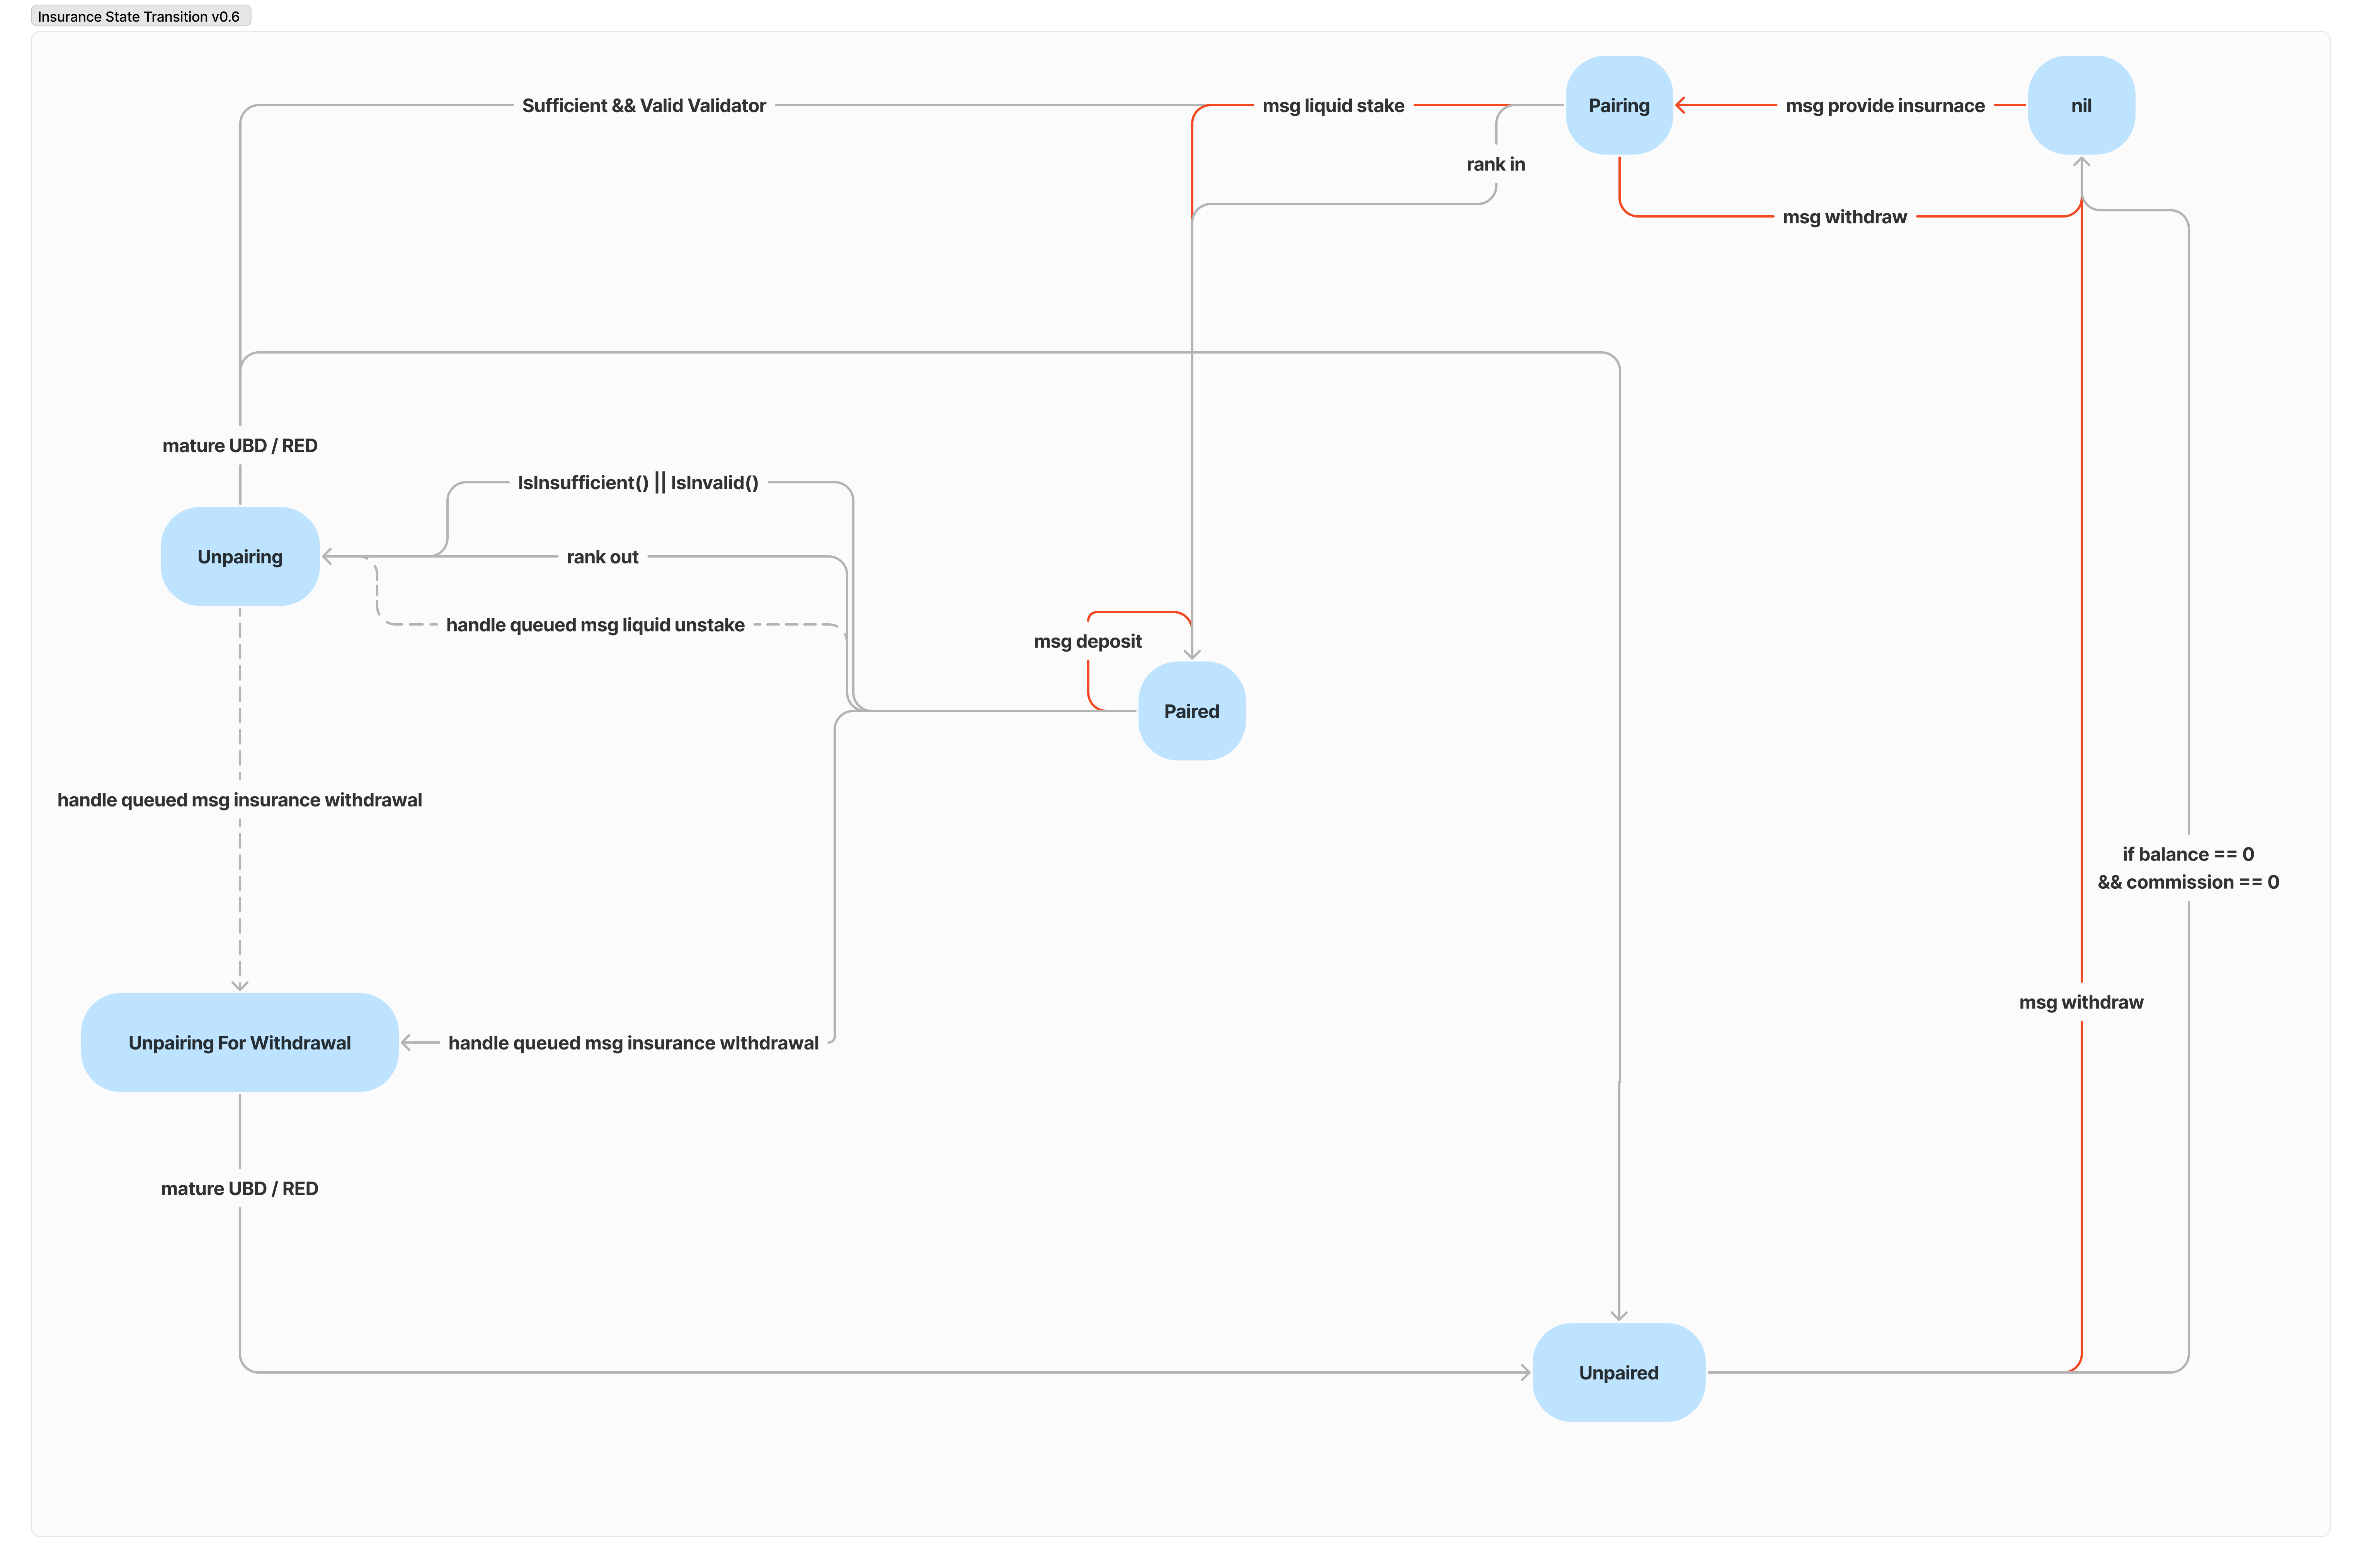 Insurance State Transition v0.6
Sufficient && Valid Validator
msg liquid stake
Pairing
msg provide insurnace
nil
rank in
msg withdraw
mature UBD / RED
IsInsufficient() || IsInvalid()
Unpairing
rank out
handle queued msg liquid unstake
msg deposit
Paired
handle queued msg insurance withdrawal
if balance == 0
&& commission == 0
msg withdraw
Unpairing For Withdrawal
handle queued msg insurance wIthdrawal
mature UBD / RED
Unpaired